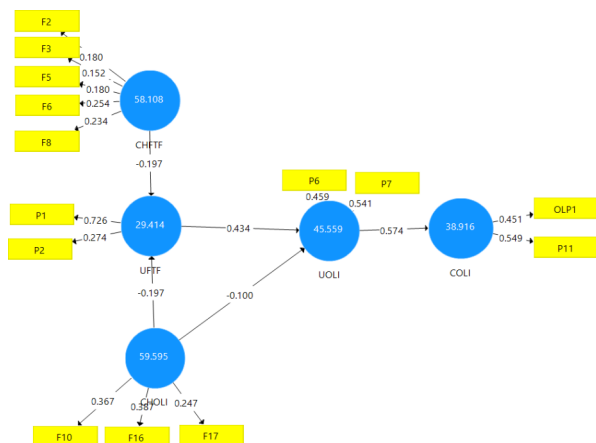 F2
F3
0.180
0.152
F5
0.180
F6
0.254
58.108
0.234
F8
CHFTF
-0.197
P6
P7
0.459
0.541
P1
0.726
29.414
0.434
45.559
0.574
38.916
0.451
OLP1
P2
0.274
0.549
P11
UFTF
UOLI
COLI
-0.197
-0.100
59.595
CHOLI
0.367
0.387
0.247
F10
F16
F17